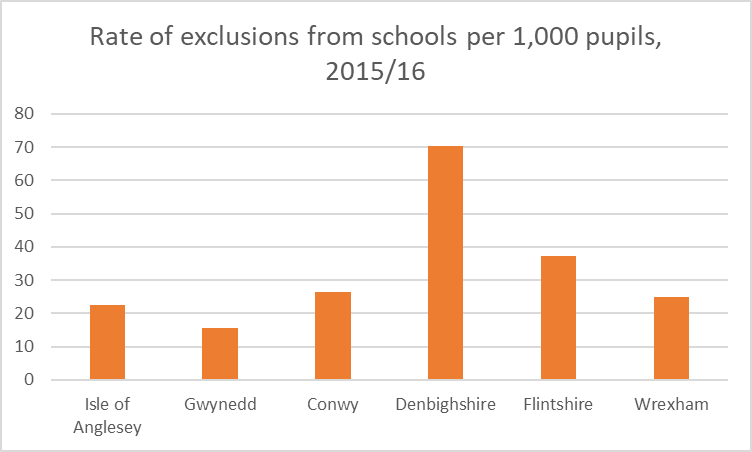 Rate of exclusions from schools per 1,000 pupils,
2015/16
80
70
60
50
40
30
20
10
0
Isle of
Anglesey
Gwynedd
Conwy
Denbighshire
Flintshire
Wrexham